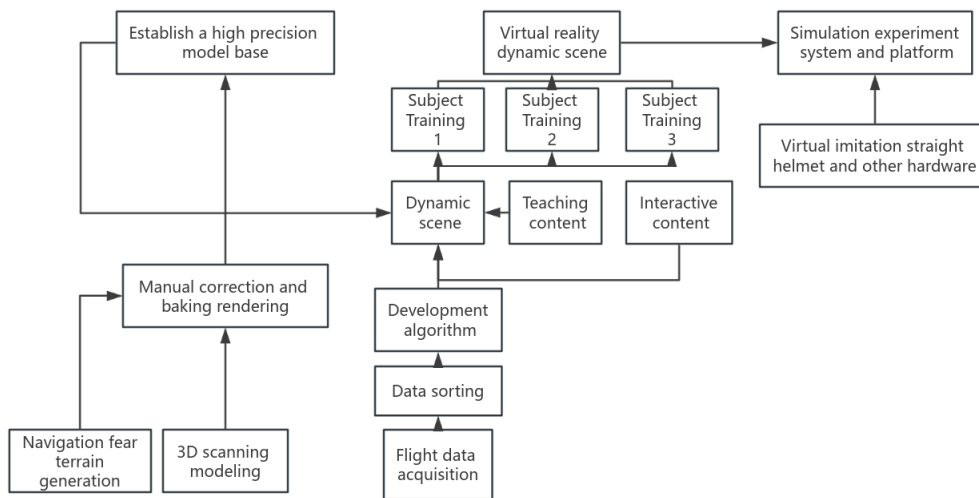 Establish a high precision
model base
Virtual reality
dynamic scene
Simulation experiment
system and platform
Subject
Training
1
Subject
Training
2
Subject
Training
3
Virtual imitation straight
helmet and other hardware
Dynamic
scene
Teaching
content
Interactive
content
Manual correction and
baking rendering
Development
algorithm
Data sorting
Navigation fear
terrain
generation
3D scanning
modeling
Flight data
acquisition